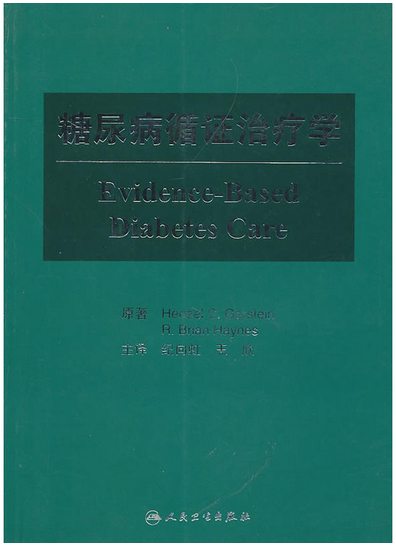 糖尿病循证治疗学
Evidence-Based
Diabetes Care
原著 Hertzel C. Gerstein
R. Brian Haynes
主译
人民卫生出版社